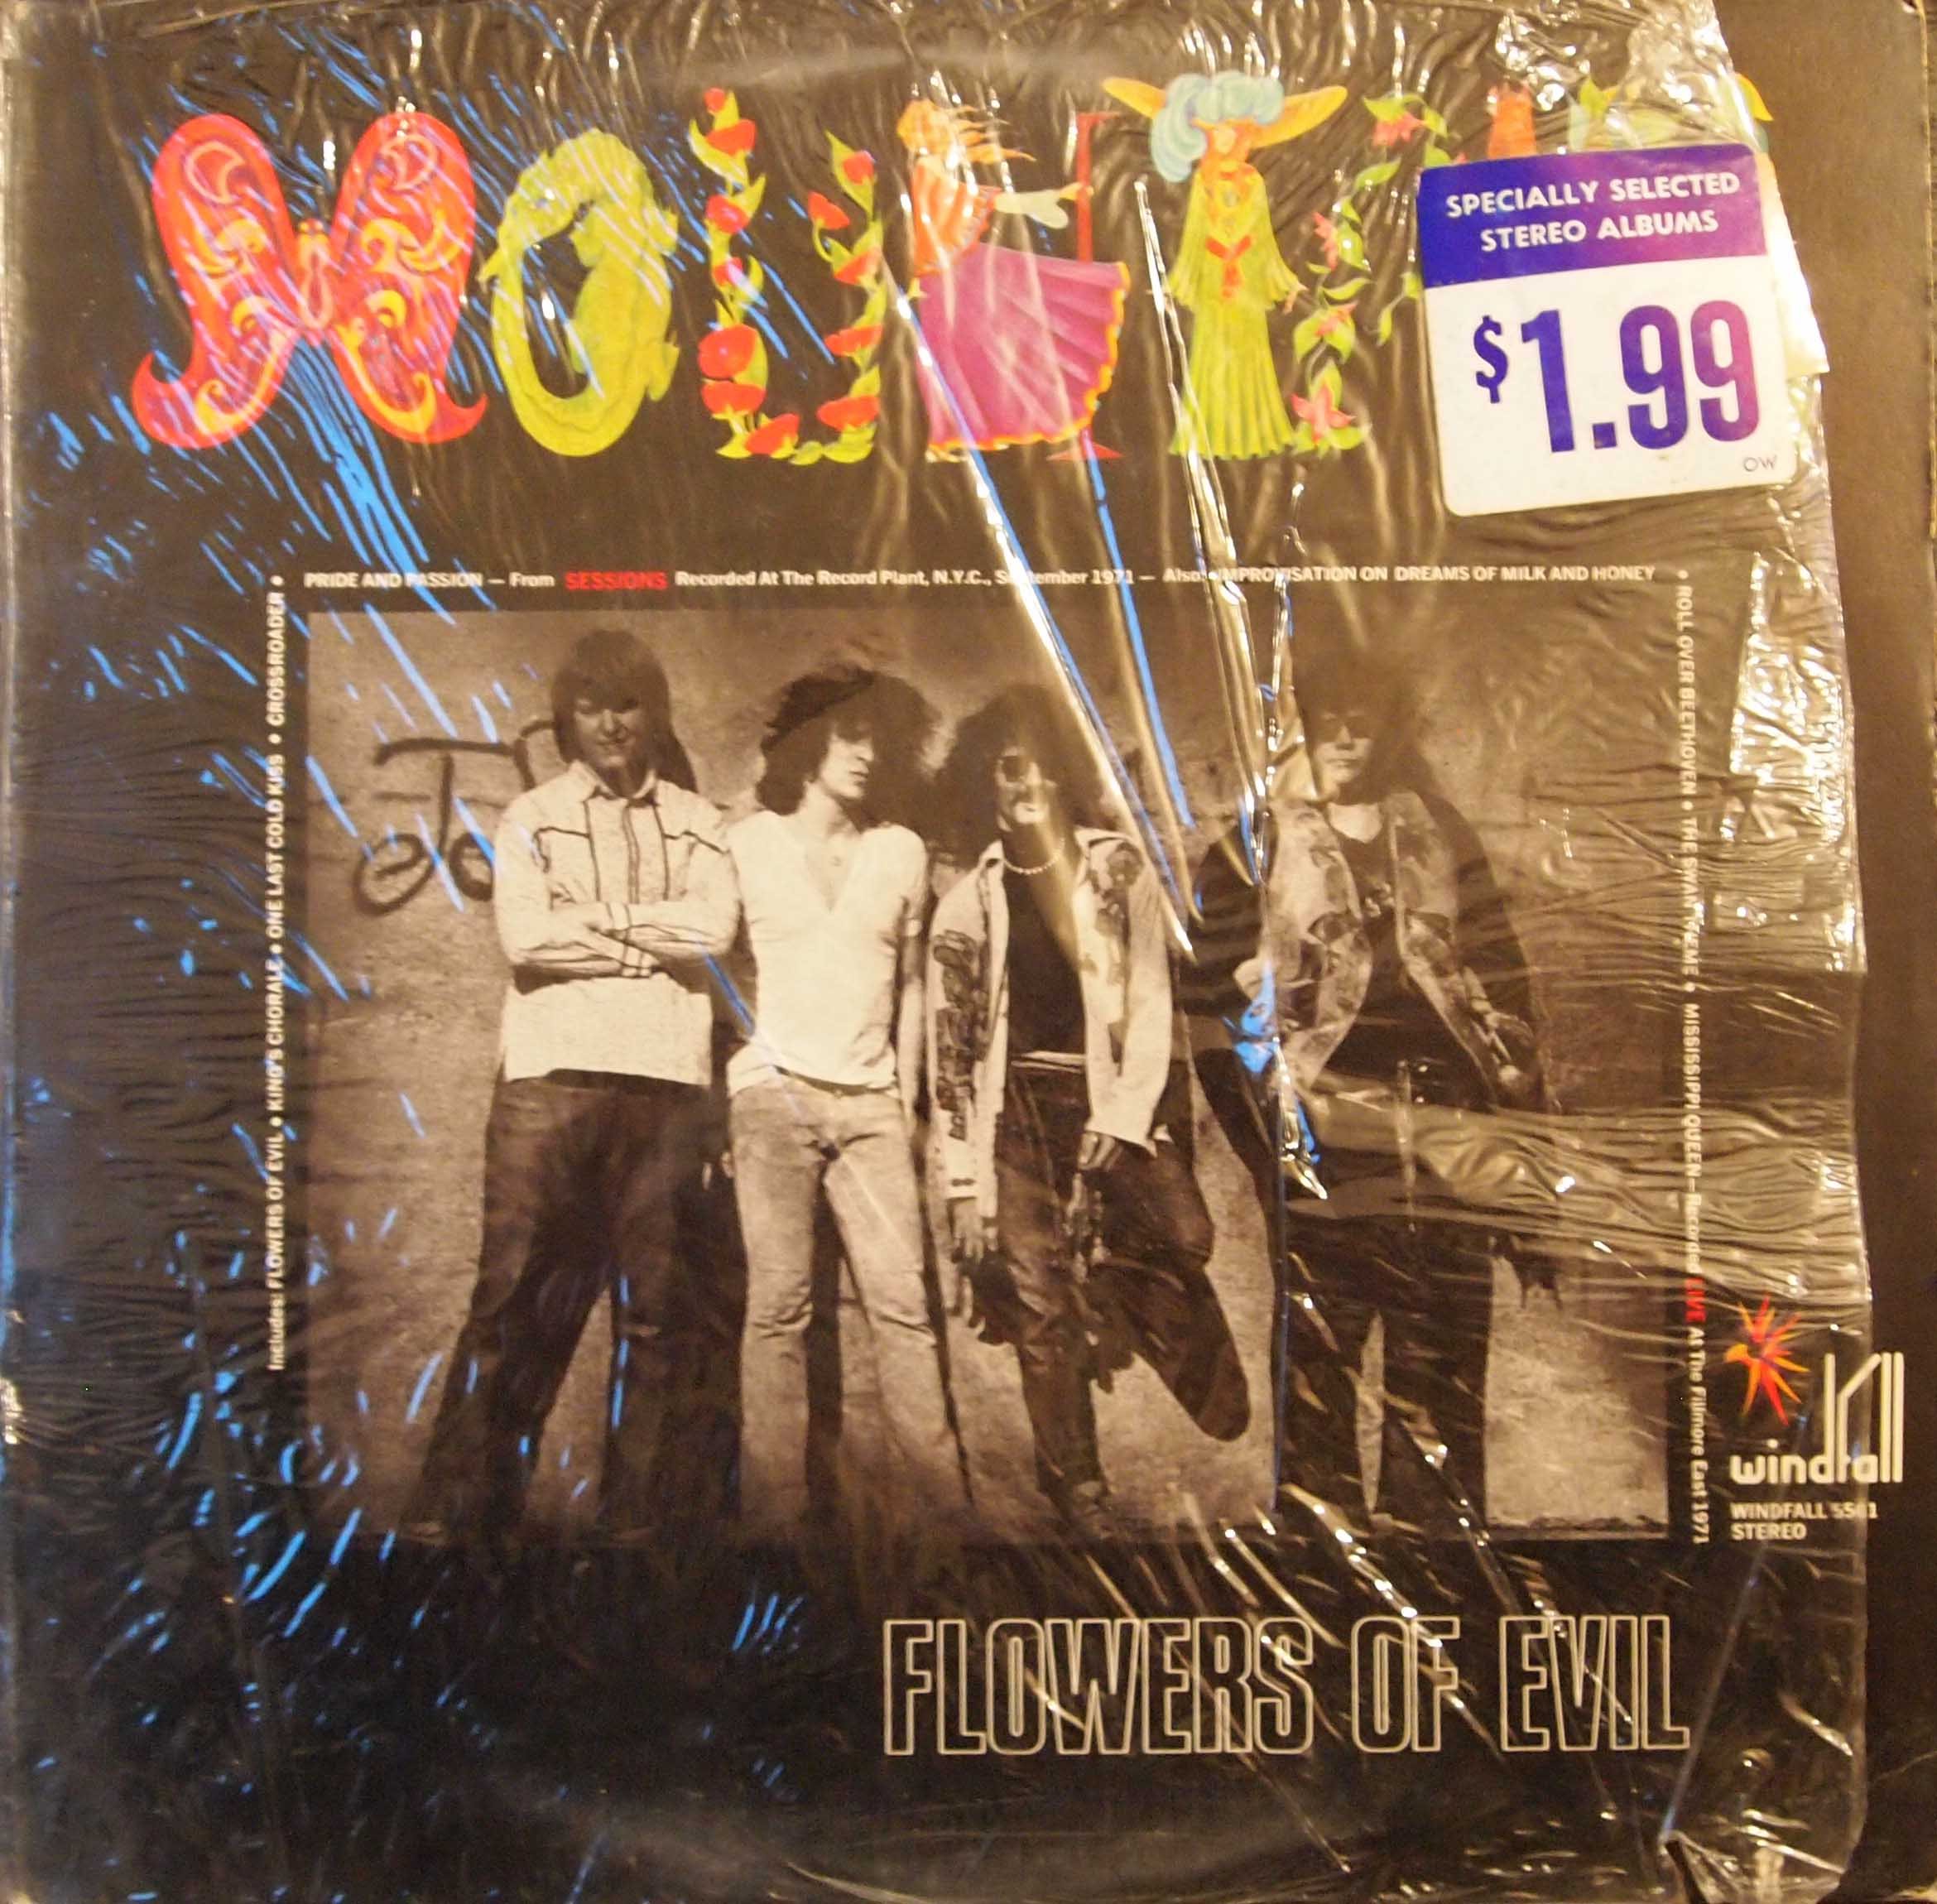 MOUNT
SPECIALLY SELECTED
STEREO ALBUMS
$1.99
OW
PRIDE AND PASSION — From SESSIONS Recorded At The Record Plant, N.Y.C., September 1971 — Also: IMPROVISATION ON DREAMS OF MILK AND HONEY
Includes: FLOWERS OF EVIL • KING'S CHORALE • ONE LAST COLD KISS • CROSSROADER •
• ROLL OVER BEETHOVEN • THE SWAN THEME • MISSISSIPPI QUEEN—Recorded LIVE At The Fillmore East 1971
windfall
WINDFALL 5501
STEREO
FLOWERS OF EVIL